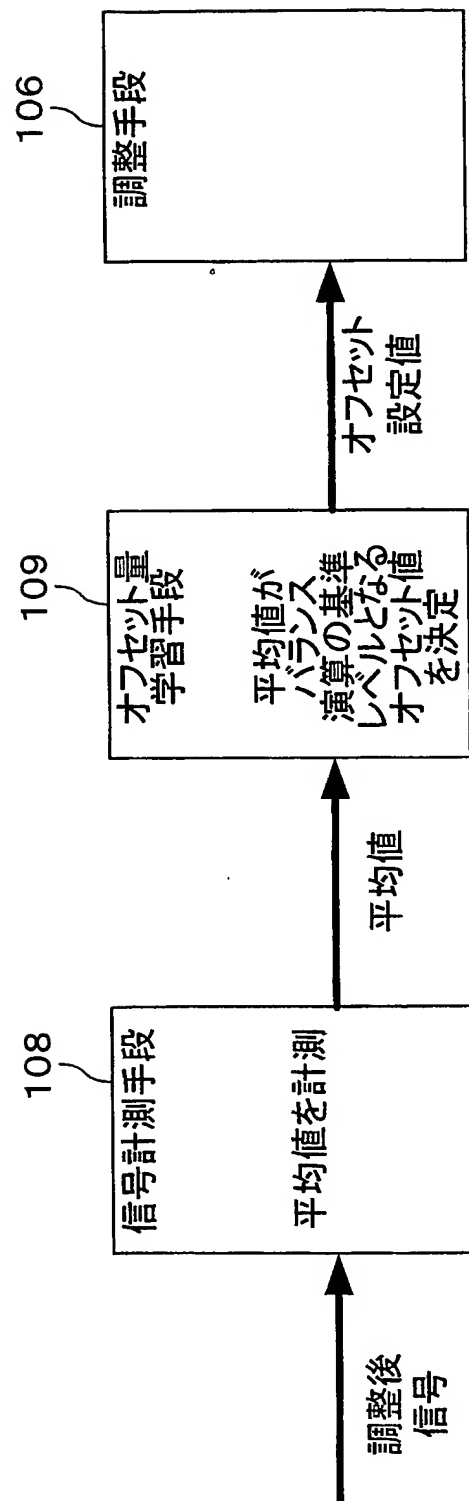 調整後
信号
108
信号計測手段
平均値を計測
平均値
109
オフセット量
学習手段
平均値が
バランス
演算の基準
レベルとなる
オフセット値
を決定
オフセット
設定値
106
調整手段